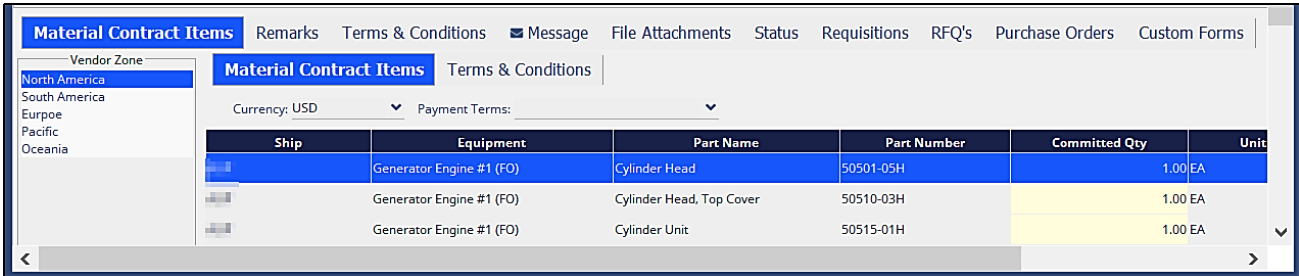 Material Contract Items Remarks Terms & Conditions Message File Attachments Status Requisitions RFQ's Purchase Orders Custom Forms
Vendor Zone
North America
South America
Eurpoe
Pacific
Oceania
Material Contract Items Terms & Conditions
Currency: USD Payment Terms:
Ship Equipment Part Name Part Number Committed Qty Unit
Generator Engine #1 (FO) Cylinder Head 50501-05H 1.00 EA
Generator Engine #1 (FO) Cylinder Head, Top Cover 50510-03H 1.00 EA
Generator Engine #1 (FO) Cylinder Unit 50515-01H 1.00 EA